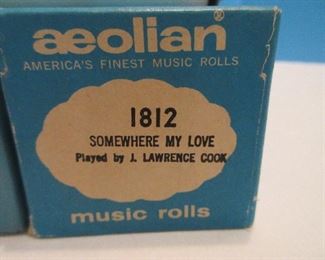 aeolian®
AMERICA'S FINEST MUSIC ROLLS
1812
SOMEWHERE MY LOVE
Played by J. LAWRENCE COOK
music rolls